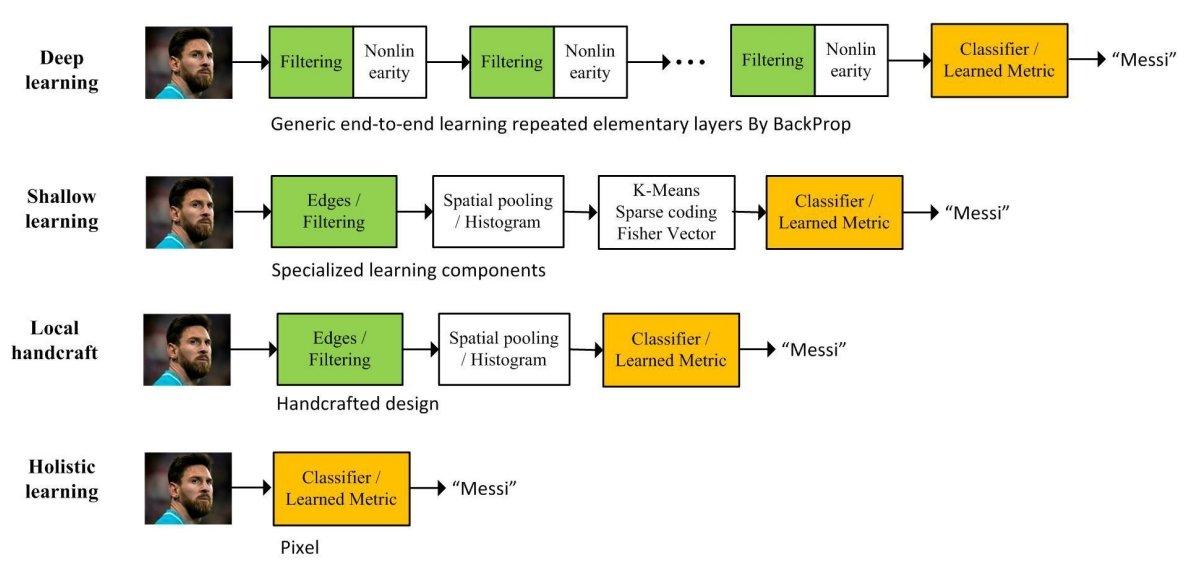 Deep
learning
Filtering
Nonlin
earity
Filtering
Nonlin
earity
•••
Filtering
Nonlin
earity
Classifier /
Learned Metric
“Messi”
Generic end-to-end learning repeated elementary layers By BackProp
Shallow
learning
Edges /
Filtering
Spatial pooling
/ Histogram
K-Means
Sparse coding
Fisher Vector
Classifier /
Learned Metric
“Messi”
Specialized learning components
Local
handcraft
Edges /
Filtering
Spatial pooling
/ Histogram
Classifier /
Learned Metric
“Messi”
Handcrafted design
Holistic
learning
Classifier /
Learned Metric
“Messi”
Pixel